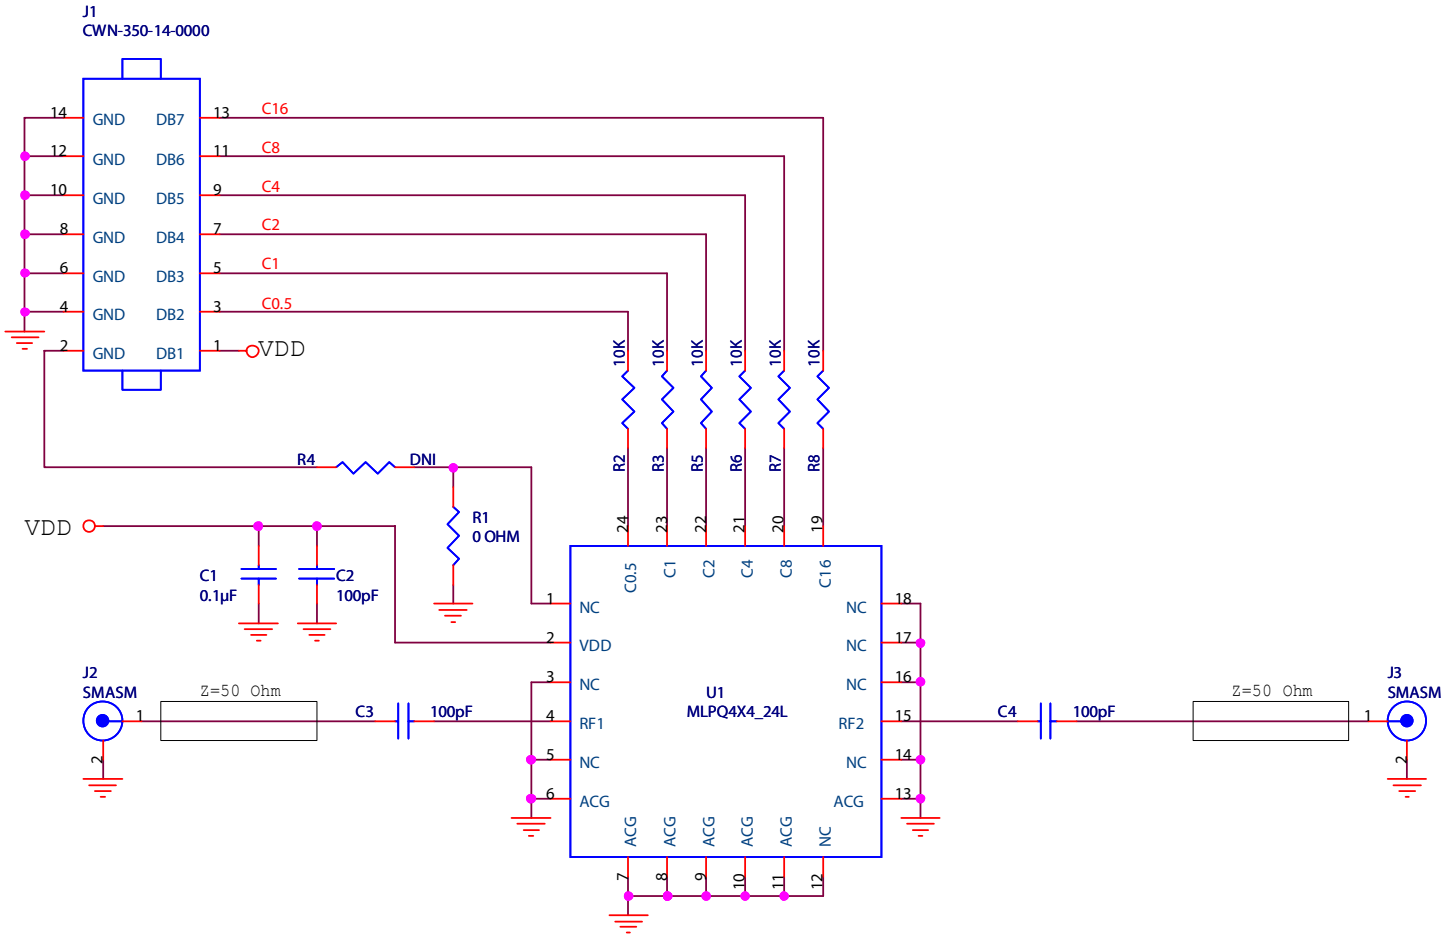 J1
CWN-350-14-0000
14 GND DB7 13 C16
12 GND DB6 11 C8
10 GND DB5 9 C4
8 GND DB4 7 C2
6 GND DB3 5 C1
4 GND DB2 3 C0.5
2 GND DB1 1 VDD
10K 10K 10K 10K 10K 10K
R4 DNI
R2 R3 R5 R6 R7 R8
VDD
R1
0 OHM
24 23 22 21 20 19
C0.5 C1 C2 C4 C8 C16
C1
0.1µF
C2
100pF
1 NC
2 VDD
3 NC
4 RF1
5 NC
6 ACG
U1
MLPQ4X4_24L
NC 18
NC 17
NC 16
RF2 15
NC 14
ACG 13
ACG ACG ACG ACG ACG NC
7 8 9 10 11 12
J2
SMASM
1
2
Z=50 Ohm
C3 100pF
C4 100pF
Z=50 Ohm
J3
SMASM
1
2